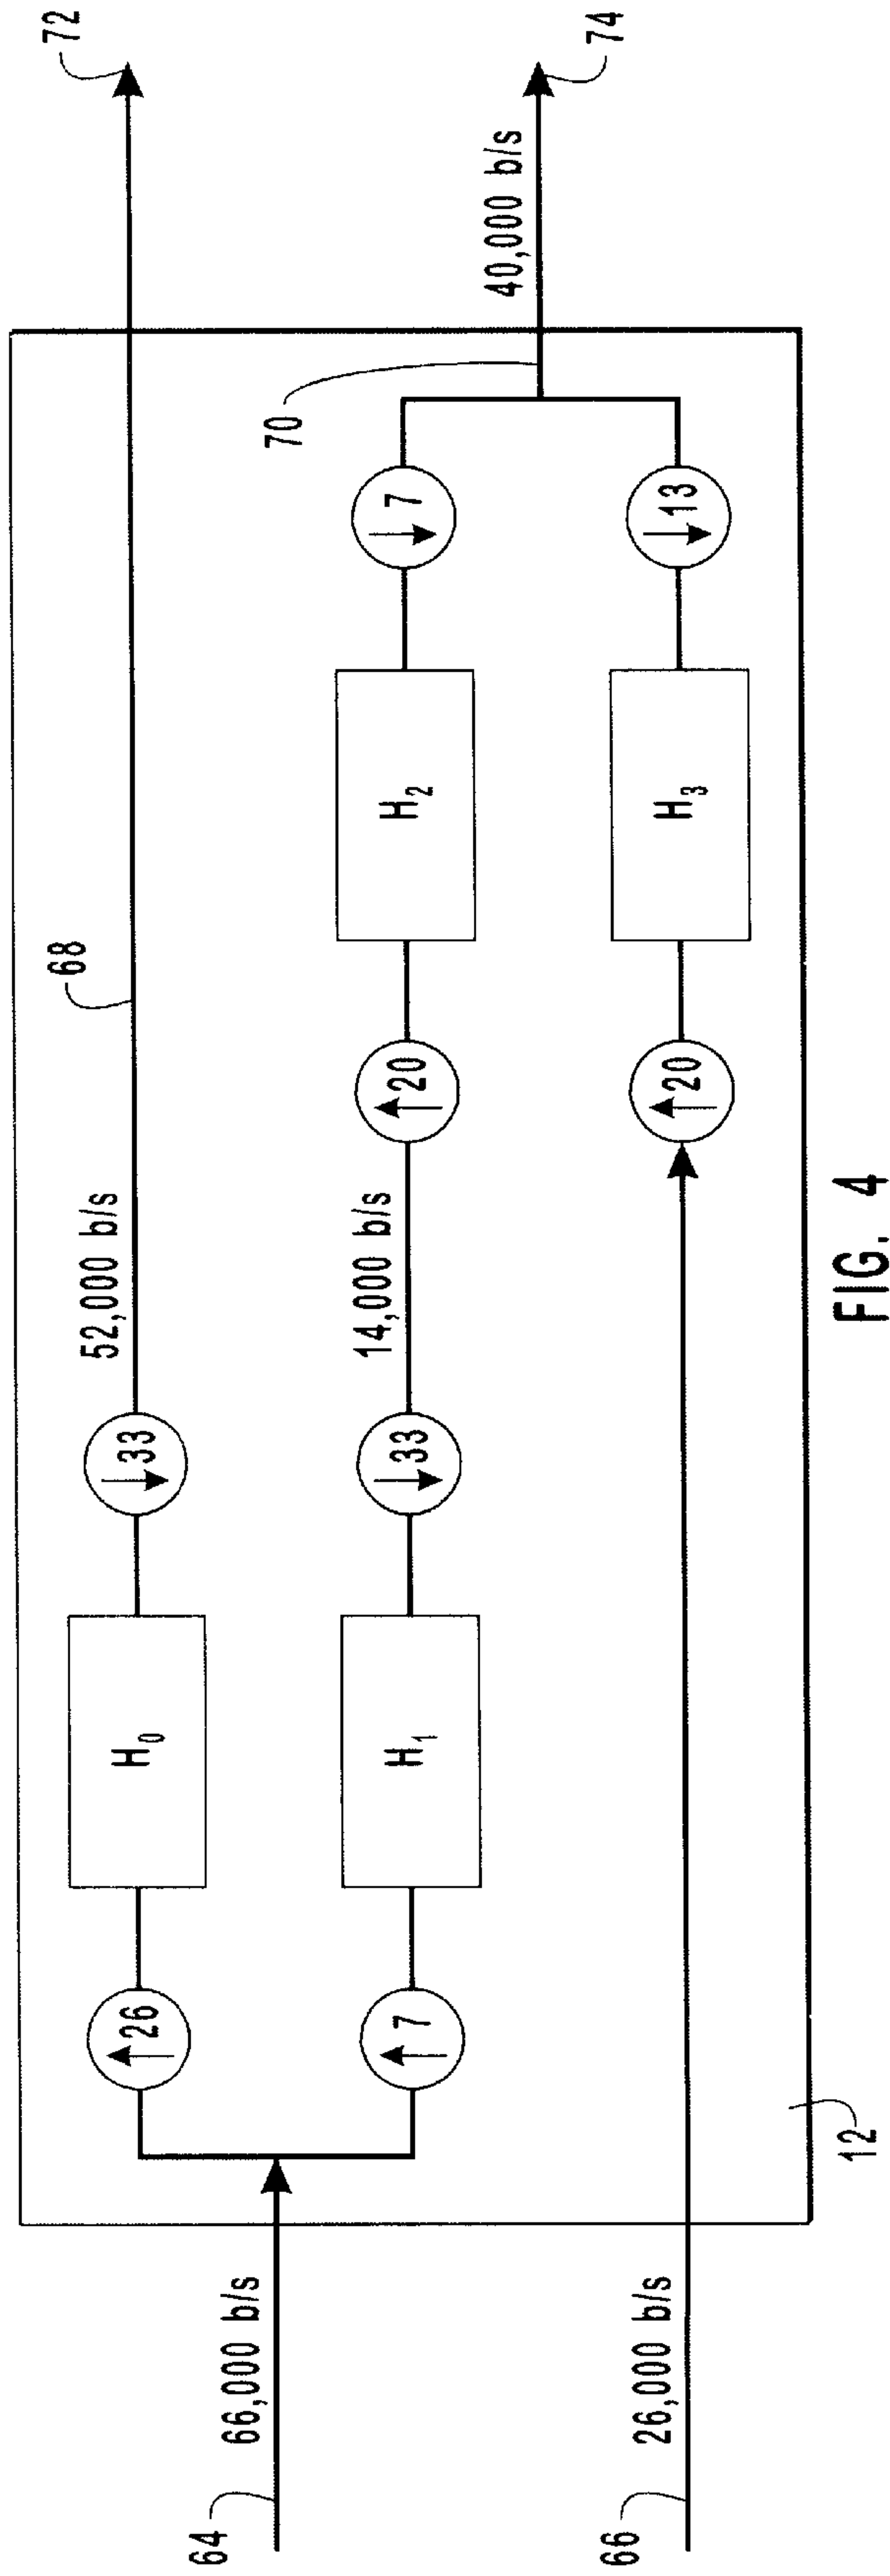 72
74
40,000 b/s
70
↓ 7
↓ 13
H₂
H₃
68
↑ 20
↑ 20
52,000 b/s
14,000 b/s
↓ 33
↓ 33
H₀
H₁
↑ 26
↑ 7
12
66,000 b/s
26,000 b/s
64
66
FIG. 4